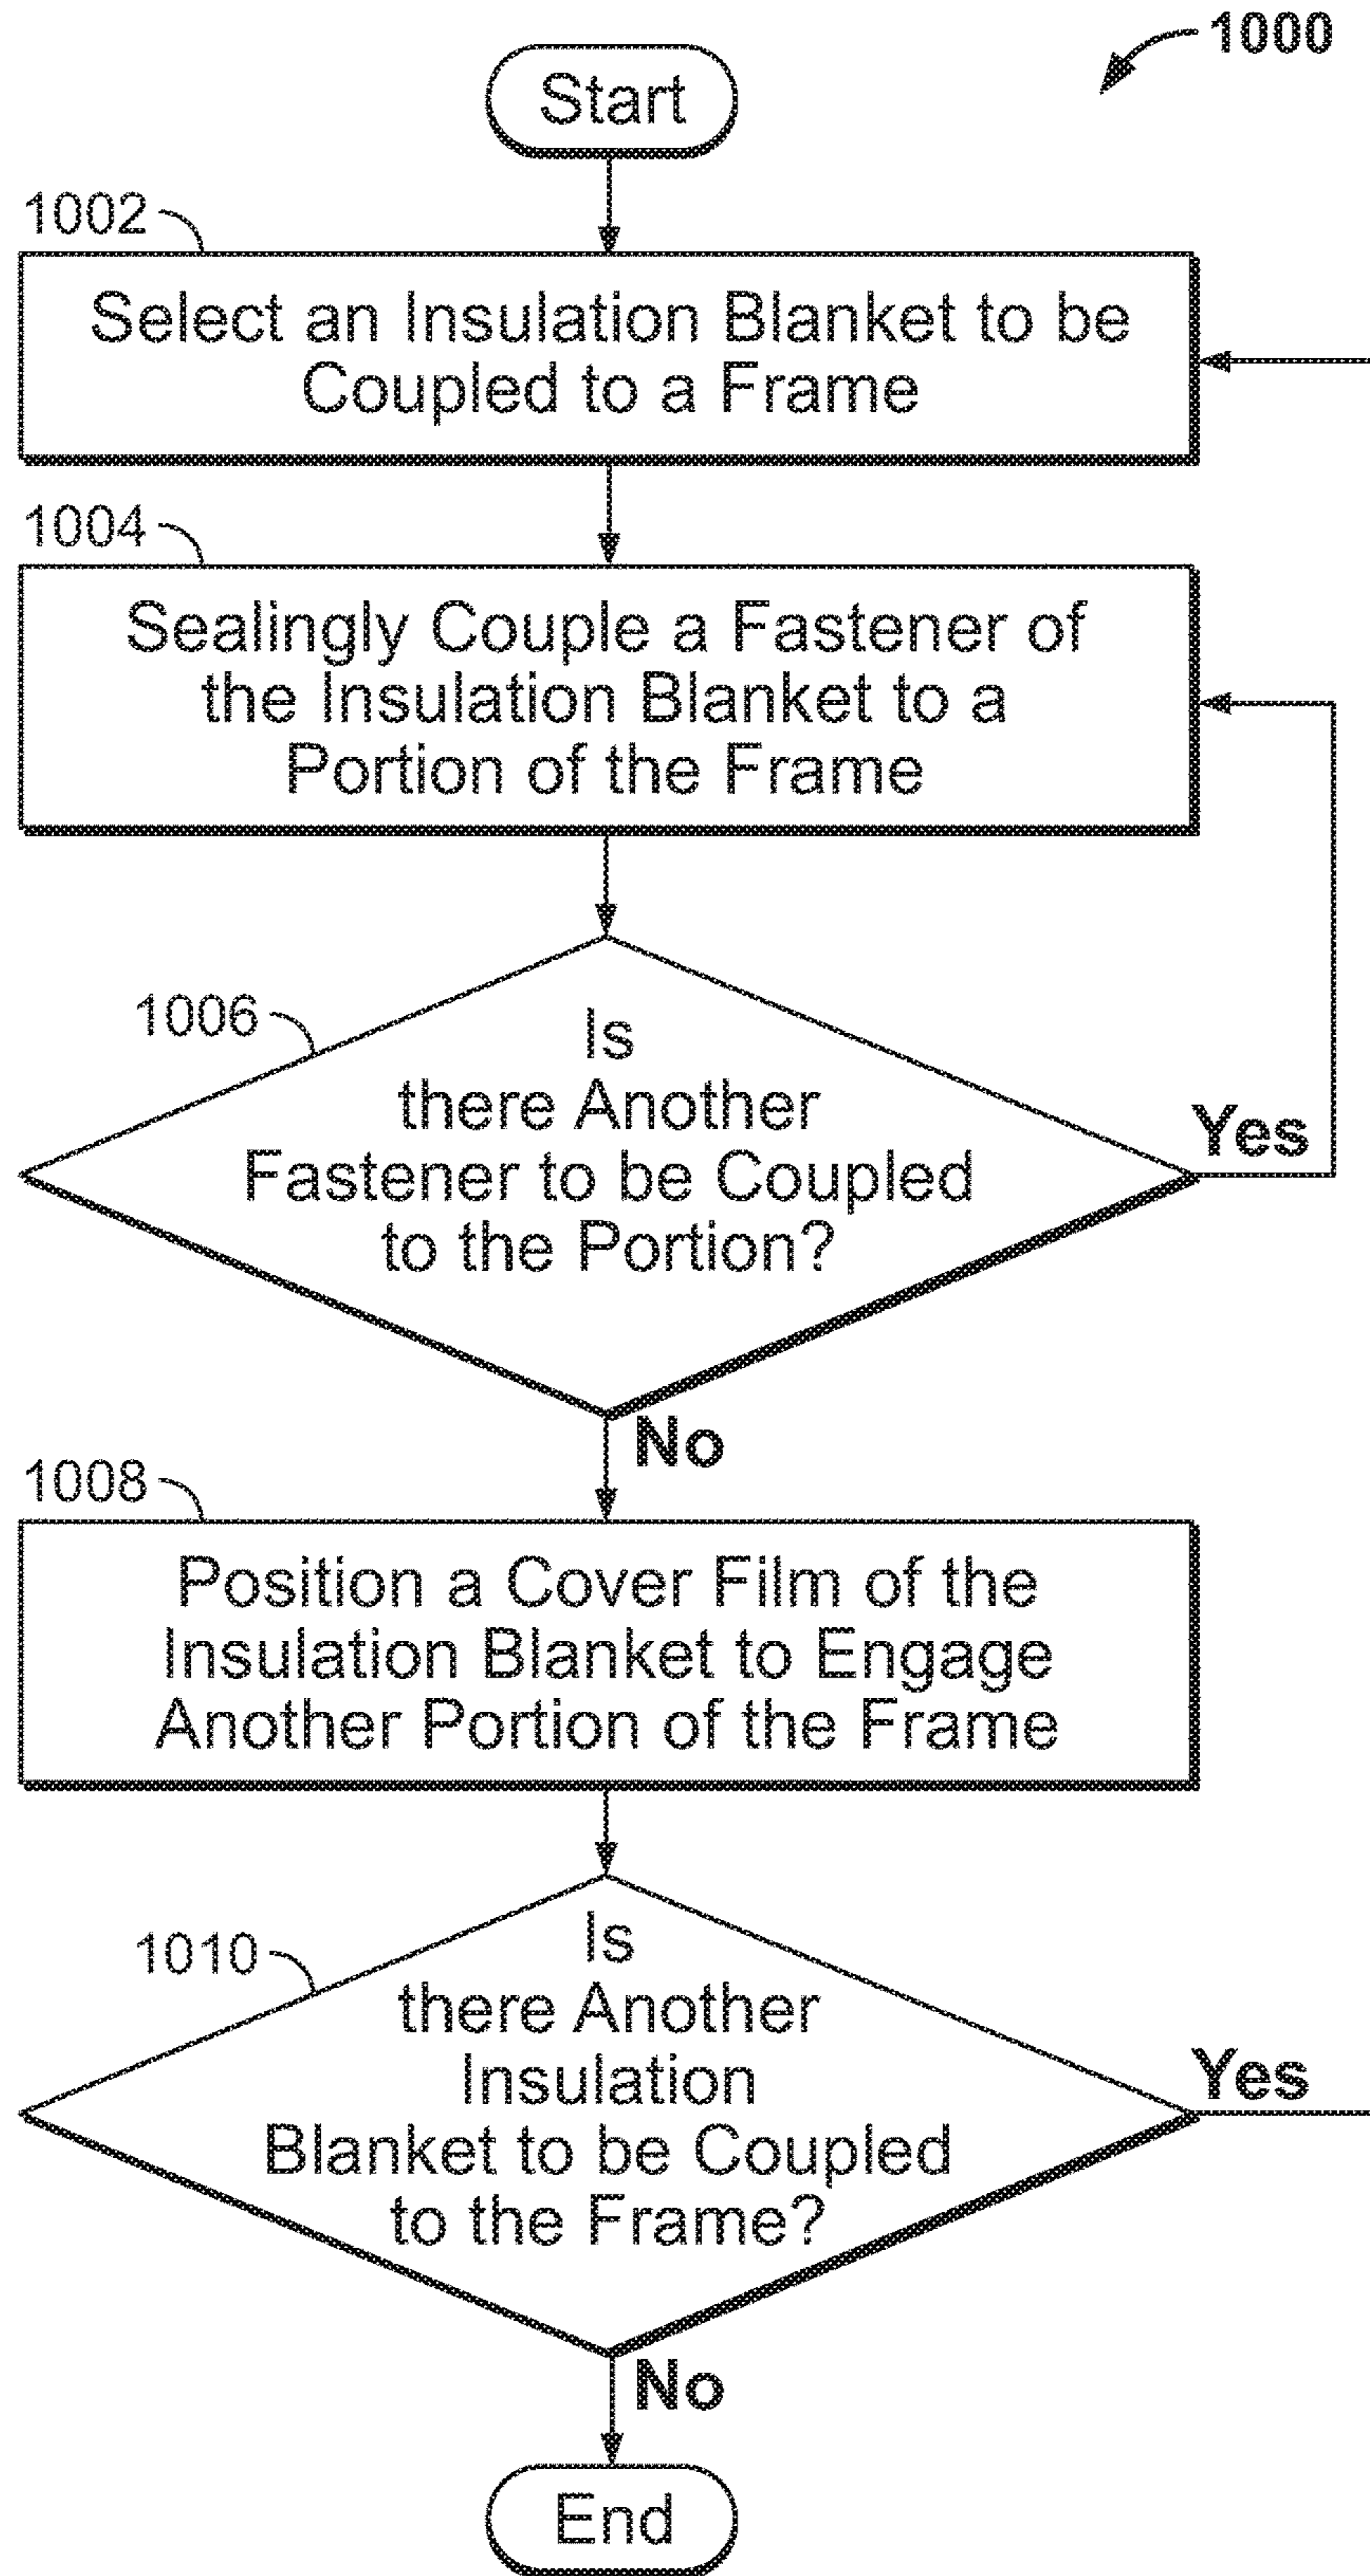 1000
Start
1002
Select an Insulation Blanket to be
Coupled to a Frame
1004
Sealingly Couple a Fastener of
the Insulation Blanket to a
Portion of the Frame
1006
Is
there Another
Fastener to be Coupled
to the Portion?
Yes
No
1008
Position a Cover Film of the
Insulation Blanket to Engage
Another Portion of the Frame
1010
Is
there Another
Insulation
Blanket to be Coupled
to the Frame?
Yes
No
End